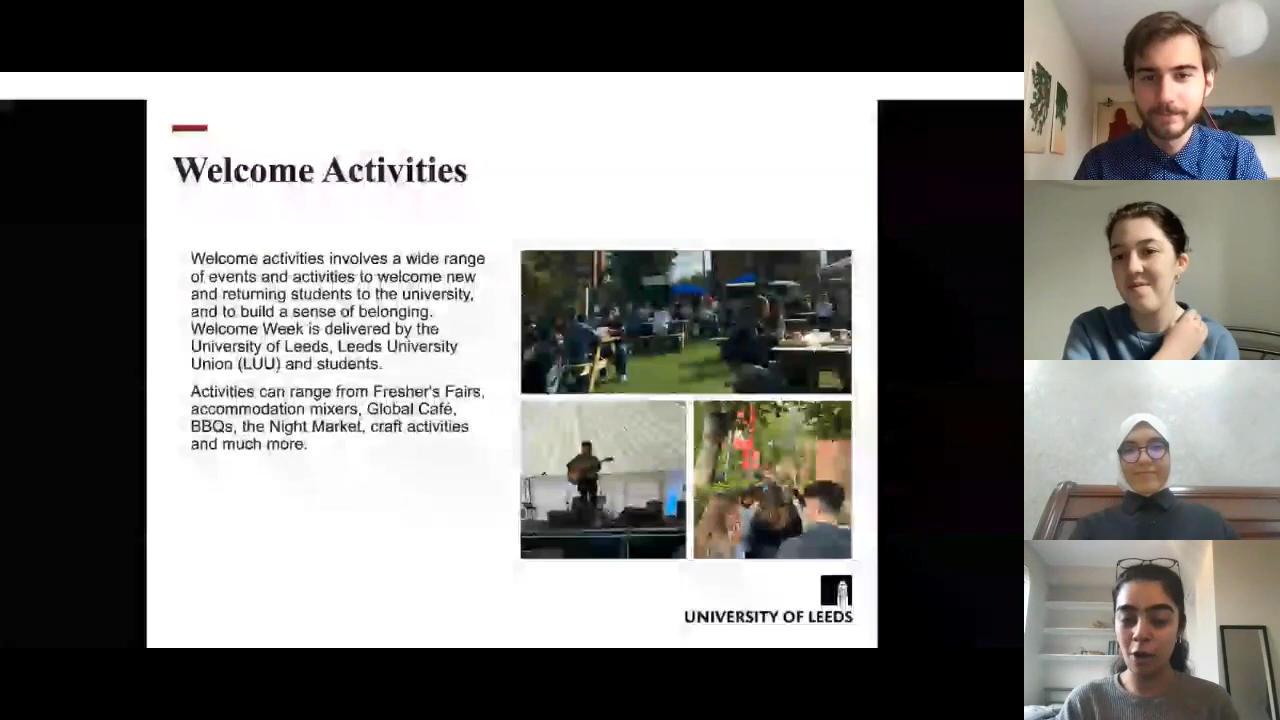 Welcome Activities
Welcome activities involves a wide range
of events and activities to welcome new
and returning students to the university,
and to build a sense of belonging.
Welcome Week is delivered by the
University of Leeds, Leeds University
Union (LUU) and students.
Activities can range from Fresher's Fairs,
accommodation mixers, Global Café,
BBQs, the Night Market, craft activities
and much more.
UNIVERSITY OF LEEDS